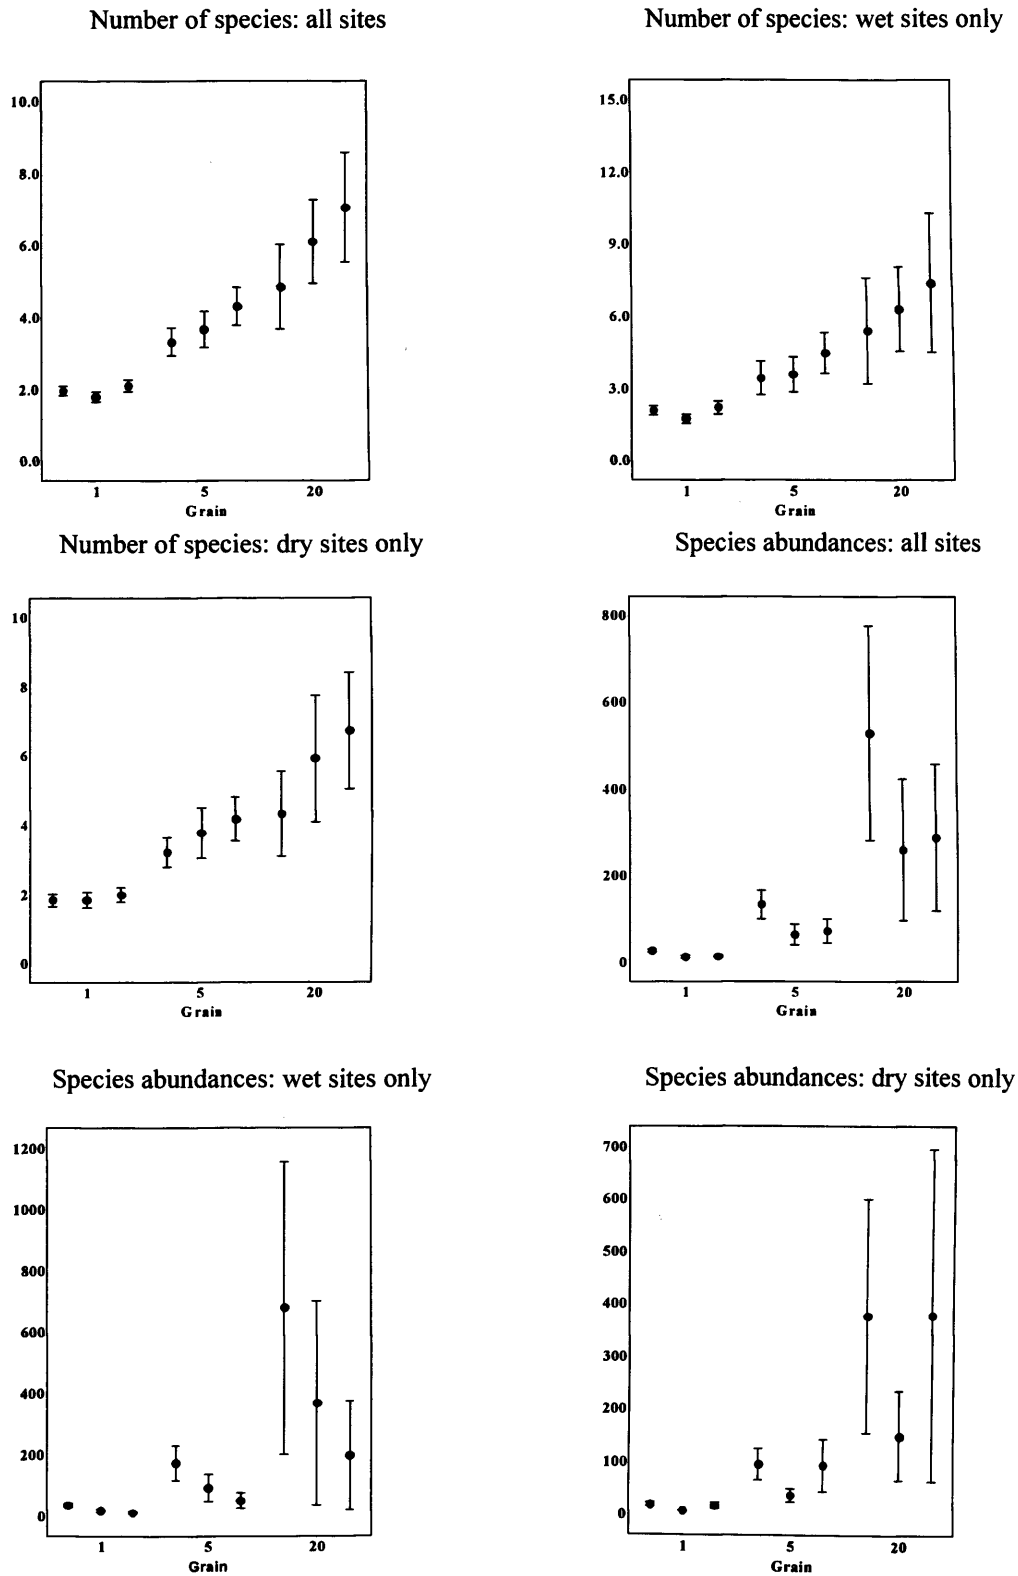 Number of species: all sites
10.0
8.0
6.0
4.0
2.0
0.0
1 5 20
Grain
Number of species: wet sites only
15.0
12.0
9.0
6.0
3.0
0.0
1 5 20
Grain
Number of species: dry sites only
10
8
6
4
2
0
1 5 20
Grain
Species abundances: all sites
800
600
400
200
0
1 5 20
Grain
Species abundances: wet sites only
1200
1000
800
600
400
200
0
1 5 20
Grain
Species abundances: dry sites only
700
600
500
400
300
200
100
0
1 5 20
Grain